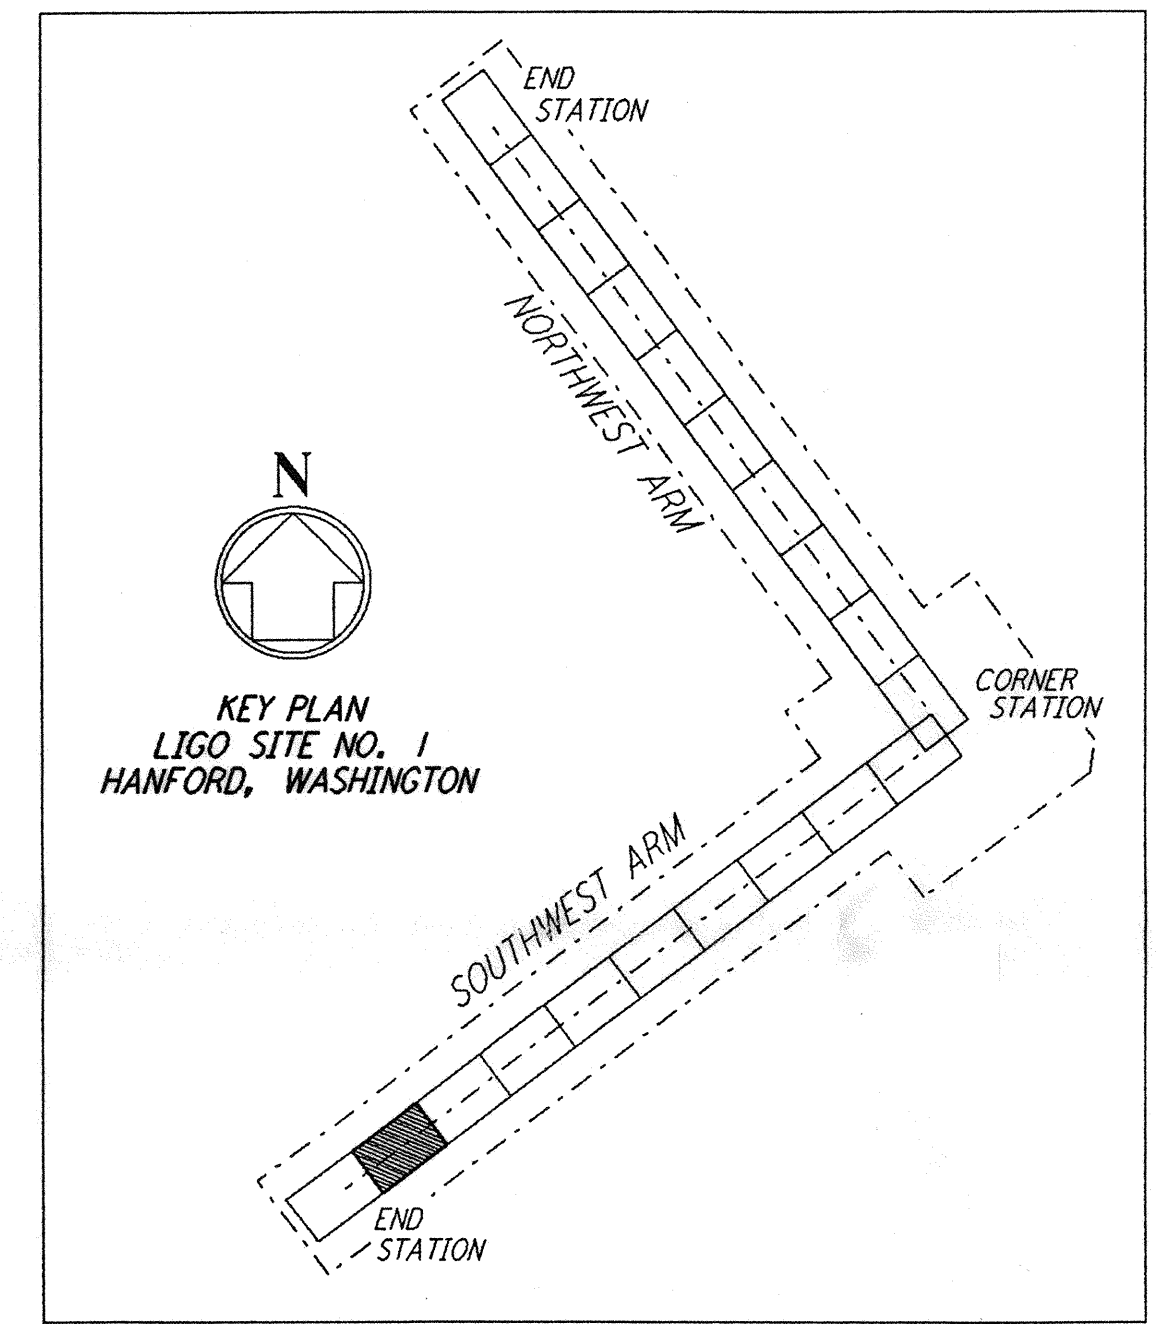 END
STATION
NORTHWEST ARM
N
KEY PLAN
LIGO SITE NO. 1
HANFORD, WASHINGTON
CORNER
STATION
SOUTHWEST ARM
END
STATION